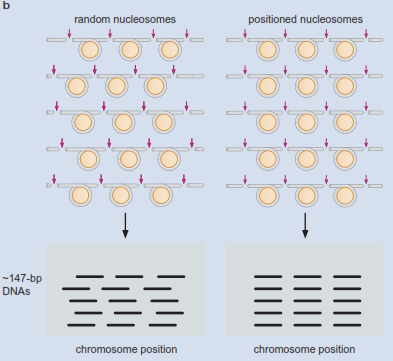 b
random nucleosomes
positioned nucleosomes
~147-bp
DNAs
chromosome position
chromosome position